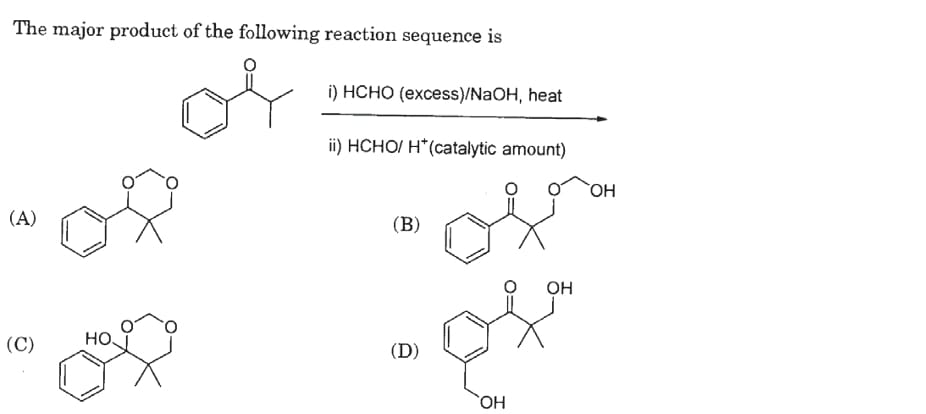 The major product of the following reaction sequence is
O
i) HCHO (excess)/NaOH, heat
ii) HCHO/ H⁺(catalytic amount)
(A)
O O
(B)
O O OH
(C)
HO O O
(D)
O OH
OH